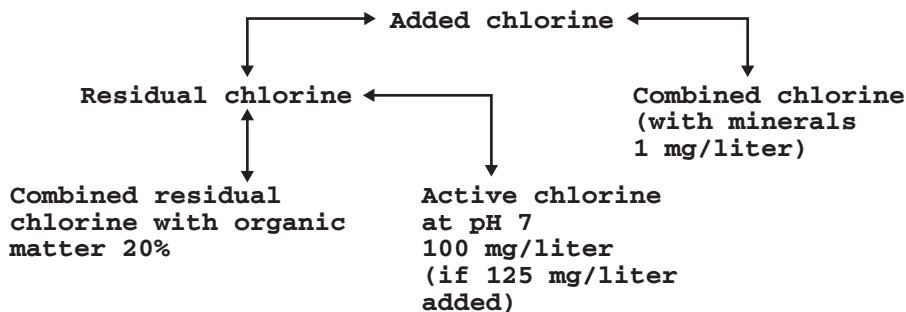 Added chlorine
Residual chlorine
Combined chlorine
(with minerals
1 mg/liter)
Combined residual
chlorine with organic
matter 20%
Active chlorine
at pH 7
100 mg/liter
(if 125 mg/liter
added)